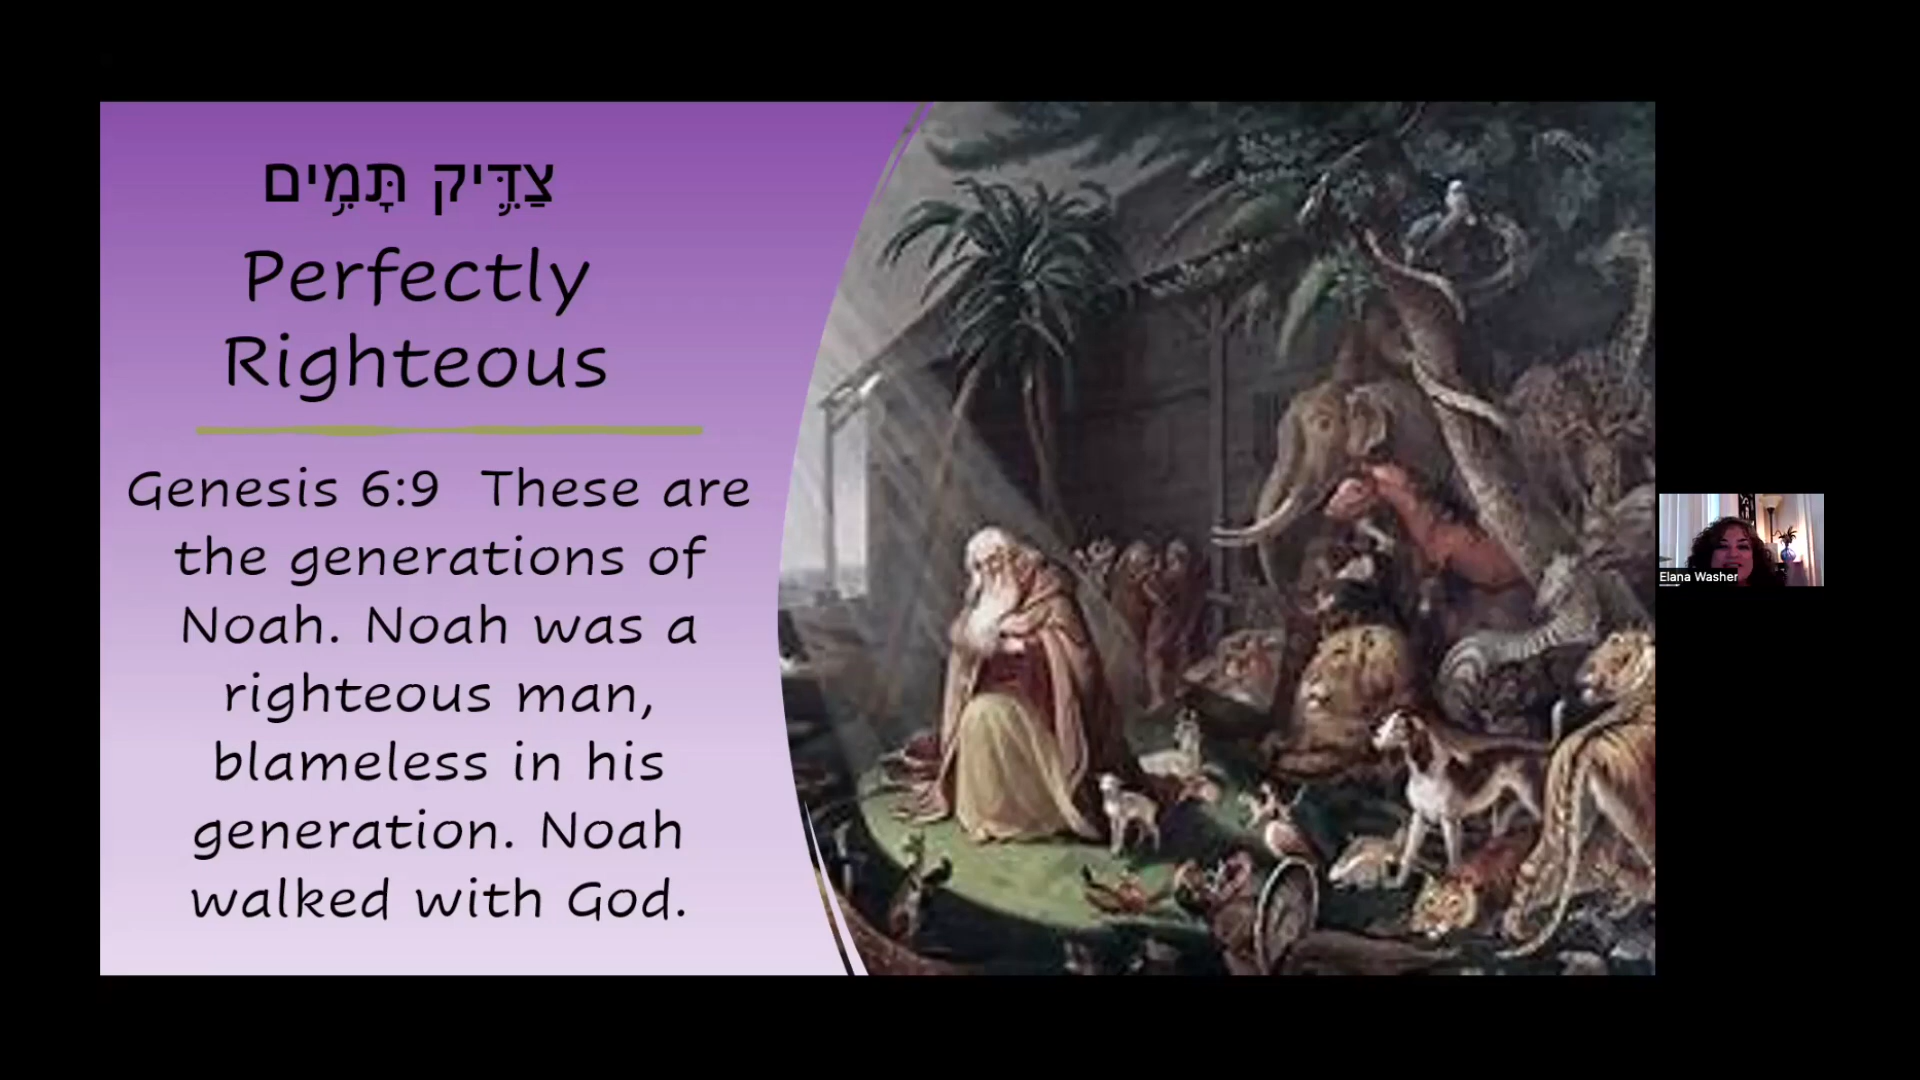 צַדִּ֛יק תָּמִ֥ים
Perfectly
Righteous
Genesis 6:9 These are
the generations of
Noah. Noah was a
righteous man,
blameless in his
generation. Noah
walked with God.
Elana Washer